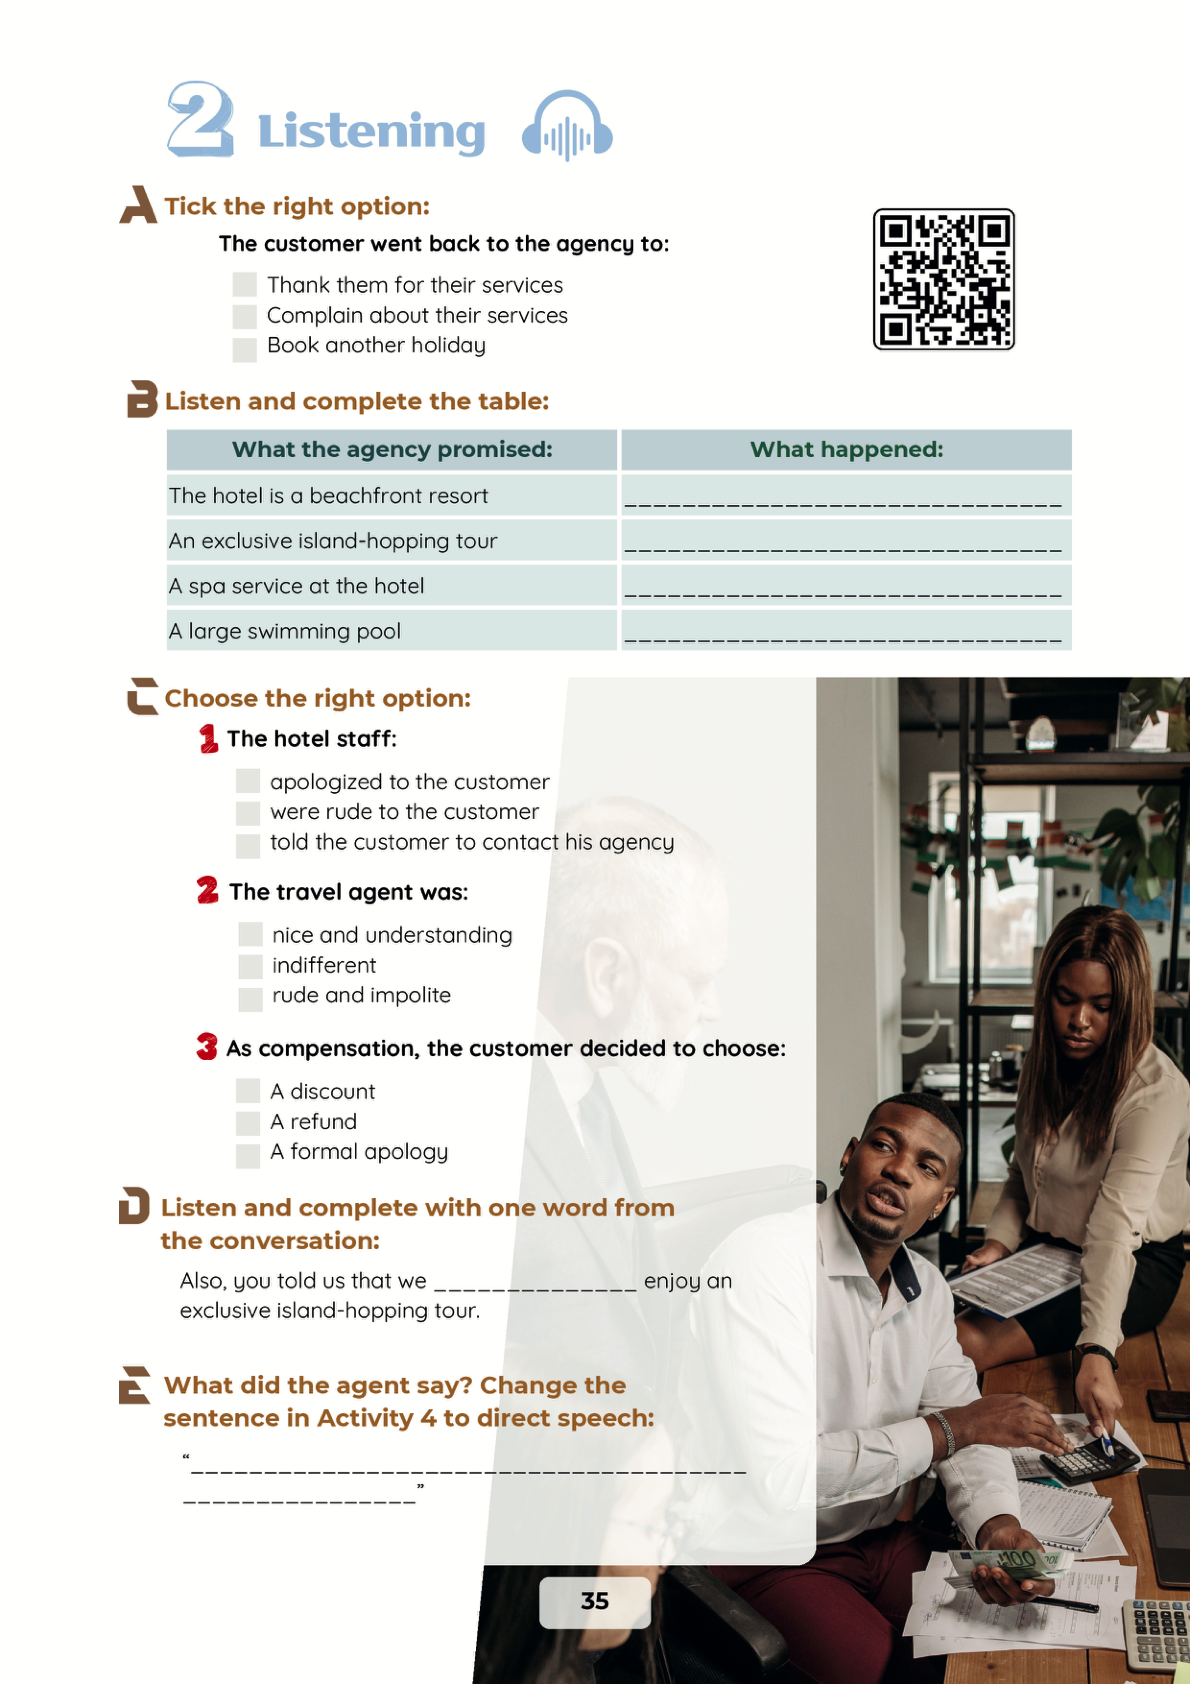 2 Listening
A Tick the right option:
The customer went back to the agency to:
Thank them for their services
Complain about their services
Book another holiday
B Listen and complete the table:
What the agency promised: What happened:
The hotel is a beachfront resort ______________________________
An exclusive island-hopping tour ______________________________
A spa service at the hotel ______________________________
A large swimming pool ______________________________
C Choose the right option:
1 The hotel staff:
apologized to the customer
were rude to the customer
told the customer to contact his agency
2 The travel agent was:
nice and understanding
indifferent
rude and impolite
3 As compensation, the customer decided to choose:
A discount
A refund
A formal apology
D Listen and complete with one word from
the conversation:
Also, you told us that we ______________ enjoy an
exclusive island-hopping tour.
E What did the agent say? Change the
sentence in Activity 4 to direct speech:
“______________________________________
________________”
100
35